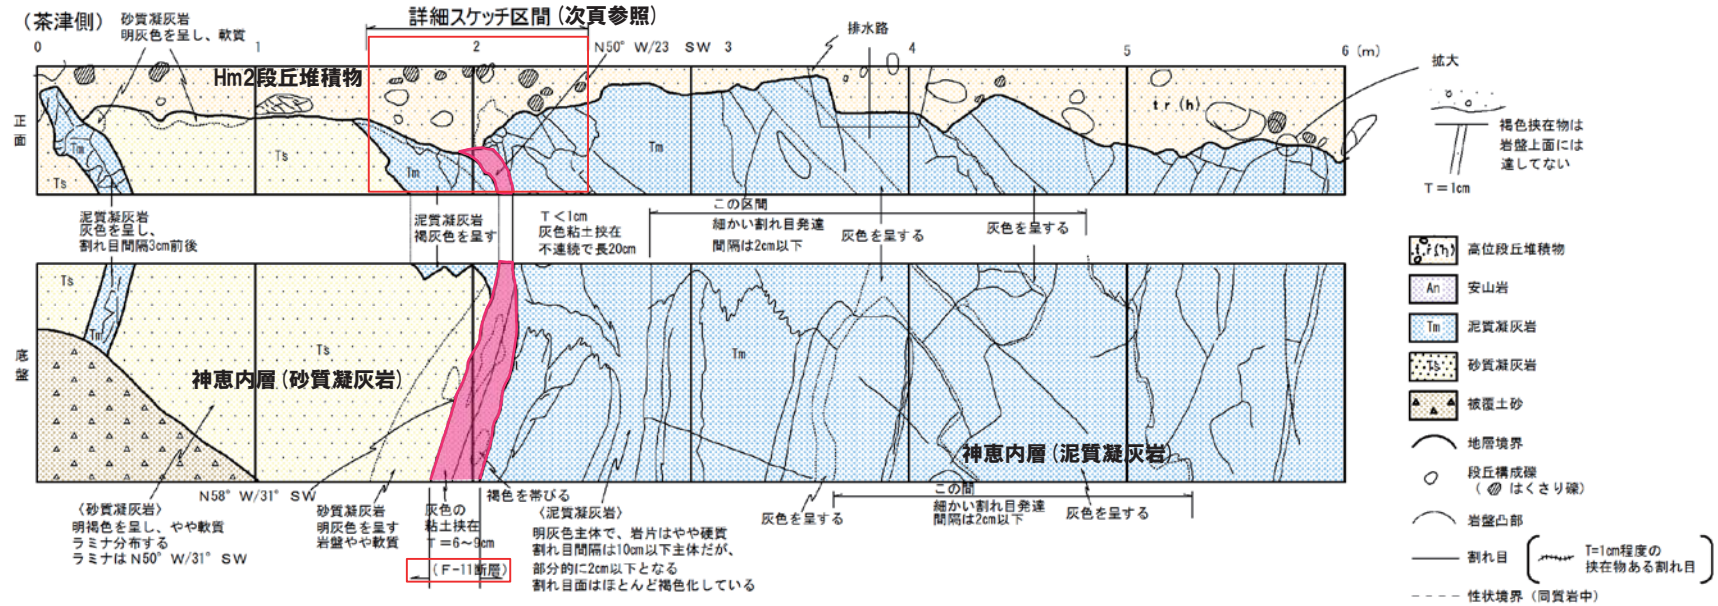 (茶津側)
砂質凝灰岩
明灰色を呈し、軟質
詳細スケッチ区間(次頁参照)
排水路
0 1 2 3 4 5 6 (m)
N50° W/23 SW
拡大
Hm2段丘堆積物
正面
Tm
Ts
Ts
Tm
Tm
t r (h)
褐色挟在物は
岩盤上面には
達してない
T=1cm
泥質凝灰岩
灰色を呈し、
割れ目間隔3cm前後
泥質凝灰岩
褐灰色を呈す
T<1cm
灰色粘土挟在
不連続で長20cm
この区間
細かい割れ目発達
間隔は2cm以下
灰色を呈する
灰色を呈する
底盤
Ts
Tm
Ts
Tm
神恵内層(砂質凝灰岩)
神恵内層(泥質凝灰岩)
N58° W/31° SW
〈砂質凝灰岩〉
明褐色を呈し、やや軟質
ラミナ分布する
ラミナはN50° W/31° SW
砂質凝灰岩
明灰色を呈す
岩盤やや軟質
灰色の
粘土挟在
T=6~9cm
(F-11断層)
褐色を帯びる
〈泥質凝灰岩〉
明灰色主体で、岩片はやや硬質
割れ目間隔は10cm以下主体だが、
部分的に2cm以下となる
割れ目面はほとんど褐色化している
灰色を呈する
この間
細かい割れ目発達
間隔は2cm以下
灰色を呈する
t r (h) 高位段丘堆積物
An 安山岩
Tm 泥質凝灰岩
Ts 砂質凝灰岩
被覆土砂
地層境界
段丘構成礫
( はくさり礫)
岩盤凸部
割れ目
T=1cm程度の
挟在物ある割れ目
性状境界 (同質岩中)